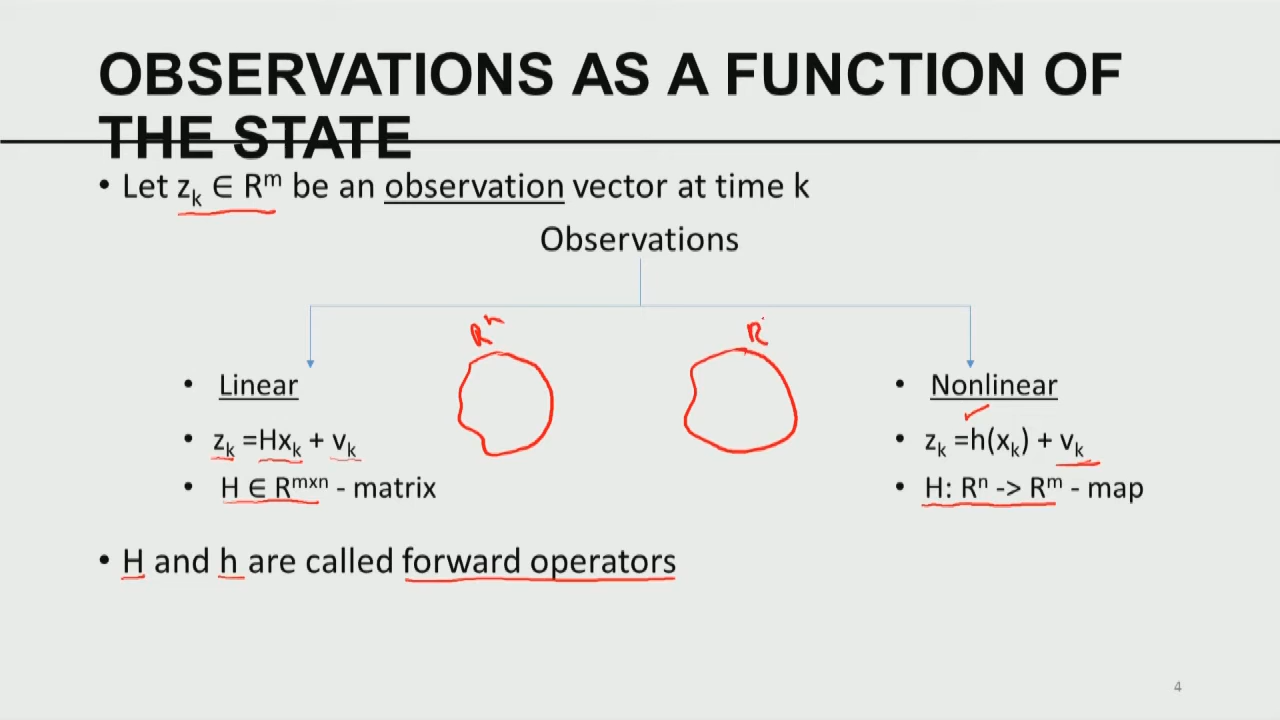 OBSERVATIONS AS A FUNCTION OF
THE STATE
• Let zk ∈ Rm be an observation vector at time k
Observations
Rn
R
• Linear
• zk =Hxk + vk
• H ∈ Rmxn - matrix
• Nonlinear
• zk =h(xk) + vk
• H: Rn -> Rm - map
• H and h are called forward operators
4